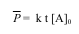 P̅ = k t [A]₀